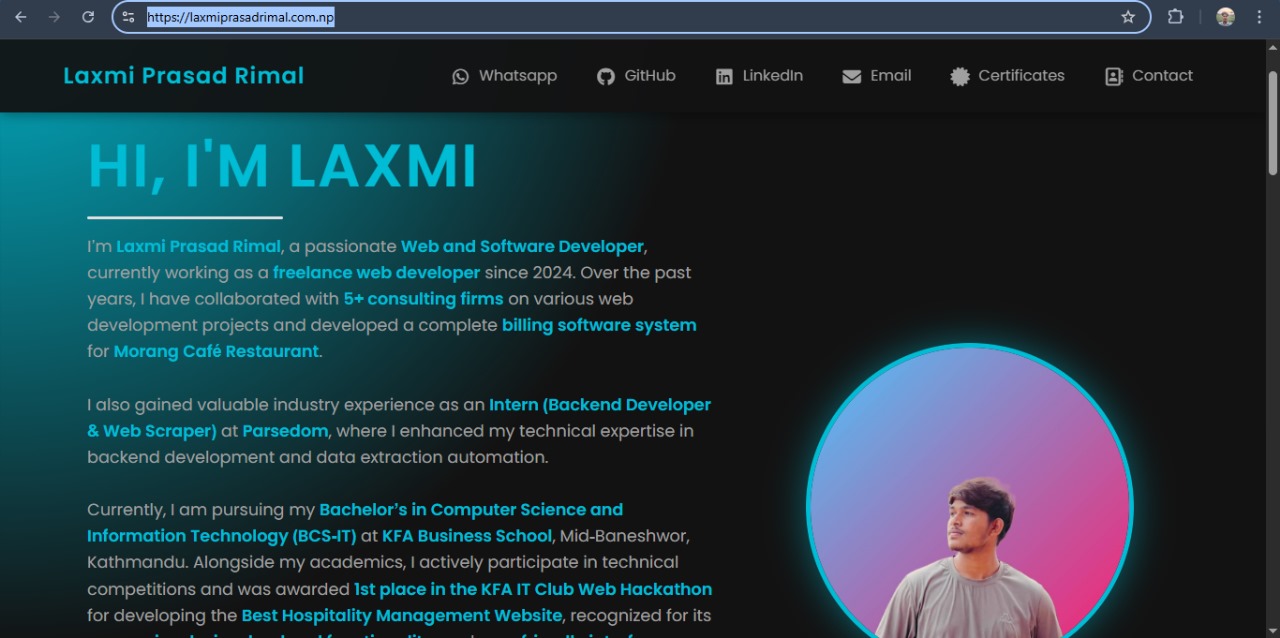 https://laxmiprasadrimal.com.np
Laxmi Prasad Rimal
Whatsapp
GitHub
LinkedIn
Email
Certificates
Contact
HI, I'M LAXMI
I'm Laxmi Prasad Rimal, a passionate Web and Software Developer,
currently working as a freelance web developer since 2024. Over the past
years, I have collaborated with 5+ consulting firms on various web
development projects and developed a complete billing software system
for Morang Café Restaurant.
I also gained valuable industry experience as an Intern (Backend Developer
& Web Scraper) at Parsedom, where I enhanced my technical expertise in
backend development and data extraction automation.
Currently, I am pursuing my Bachelor's in Computer Science and
Information Technology (BCS-IT) at KFA Business School, Mid-Baneshwor,
Kathmandu. Alongside my academics, I actively participate in technical
competitions and was awarded 1st place in the KFA IT Club Web Hackathon
for developing the Best Hospitality Management Website, recognized for its